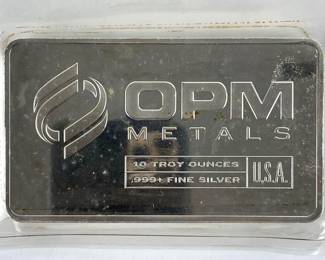 OPM
METALS
10 TROY OUNCES
.999+ FINE SILVER
U.S.A.